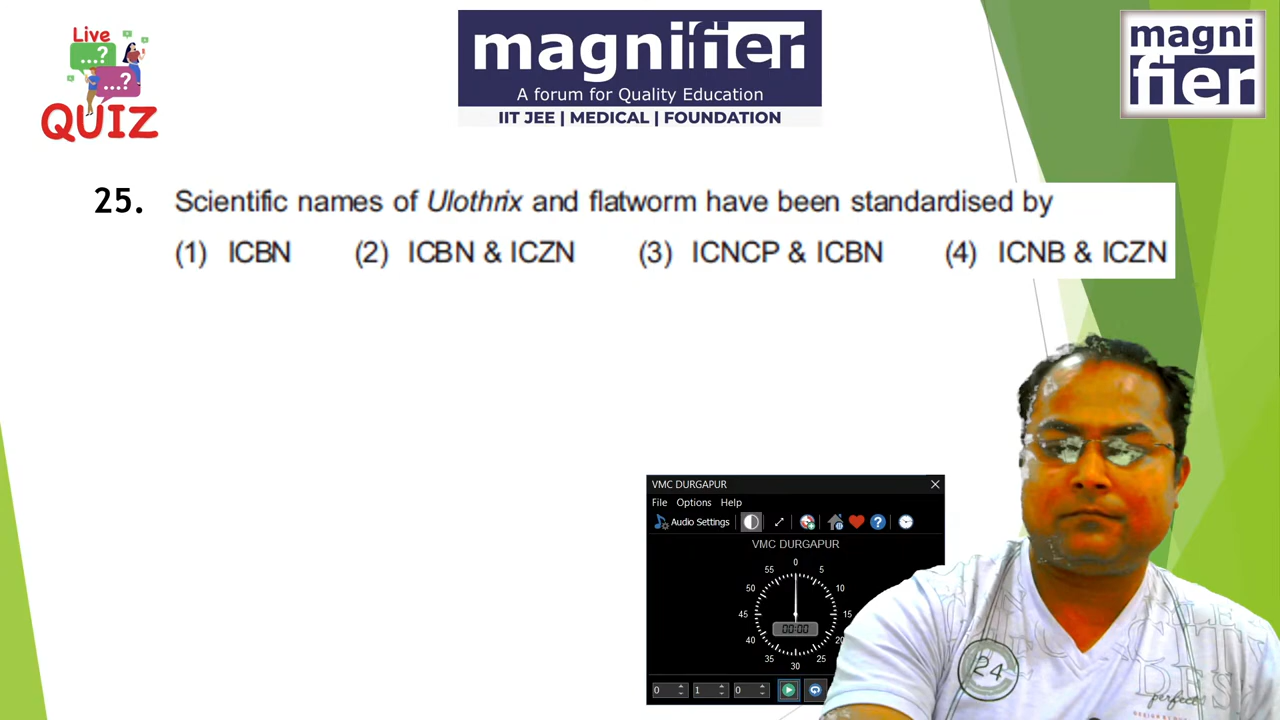 Live
...?
...?
QUIZ
magnifier
A forum for Quality Education
IIT JEE | MEDICAL | FOUNDATION
magni
fier
25. Scientific names of Ulothrix and flatworm have been standardised by
(1) ICBN (2) ICBN & ICZN (3) ICNCP & ICBN (4) ICNB & ICZN
VMC DURGAPUR
File Options Help
Audio Settings
VMC DURGAPUR
0
55 5
50 10
45 15
00:00
40
35 25
30
0 1 0
24
perfect